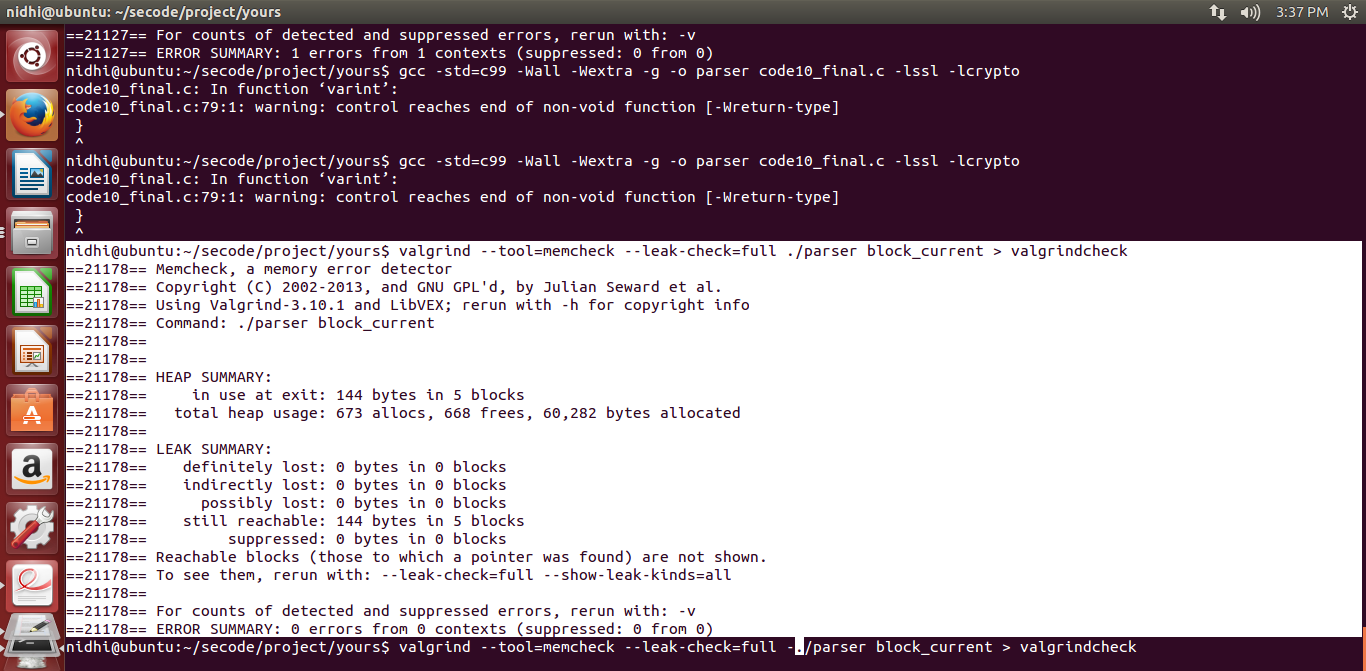 nidhi@ubuntu: ~/secode/project/yours 3:37 PM
==21127== For counts of detected and suppressed errors, rerun with: -v
==21127== ERROR SUMMARY: 1 errors from 1 contexts (suppressed: 0 from 0)
nidhi@ubuntu:~/secode/project/yours$ gcc -std=c99 -Wall -Wextra -g -o parser code10_final.c -lssl -lcrypto
code10_final.c: In function ‘varint’:
code10_final.c:79:1: warning: control reaches end of non-void function [-Wreturn-type]
 }
 ^
nidhi@ubuntu:~/secode/project/yours$ gcc -std=c99 -Wall -Wextra -g -o parser code10_final.c -lssl -lcrypto
code10_final.c: In function ‘varint’:
code10_final.c:79:1: warning: control reaches end of non-void function [-Wreturn-type]
 }
 ^
nidhi@ubuntu:~/secode/project/yours$ valgrind --tool=memcheck --leak-check=full ./parser block_current > valgrindcheck
==21178== Memcheck, a memory error detector
==21178== Copyright (C) 2002-2013, and GNU GPL'd, by Julian Seward et al.
==21178== Using Valgrind-3.10.1 and LibVEX; rerun with -h for copyright info
==21178== Command: ./parser block_current
==21178==
==21178==
==21178== HEAP SUMMARY:
==21178==     in use at exit: 144 bytes in 5 blocks
==21178==   total heap usage: 673 allocs, 668 frees, 60,282 bytes allocated
==21178==
==21178== LEAK SUMMARY:
==21178==    definitely lost: 0 bytes in 0 blocks
==21178==    indirectly lost: 0 bytes in 0 blocks
==21178==      possibly lost: 0 bytes in 0 blocks
==21178==    still reachable: 144 bytes in 5 blocks
==21178==         suppressed: 0 bytes in 0 blocks
==21178== Reachable blocks (those to which a pointer was found) are not shown.
==21178== To see them, rerun with: --leak-check=full --show-leak-kinds=all
==21178==
==21178== For counts of detected and suppressed errors, rerun with: -v
==21178== ERROR SUMMARY: 0 errors from 0 contexts (suppressed: 0 from 0)
nidhi@ubuntu:~/secode/project/yours$ valgrind --tool=memcheck --leak-check=full -./parser block_current > valgrindcheck